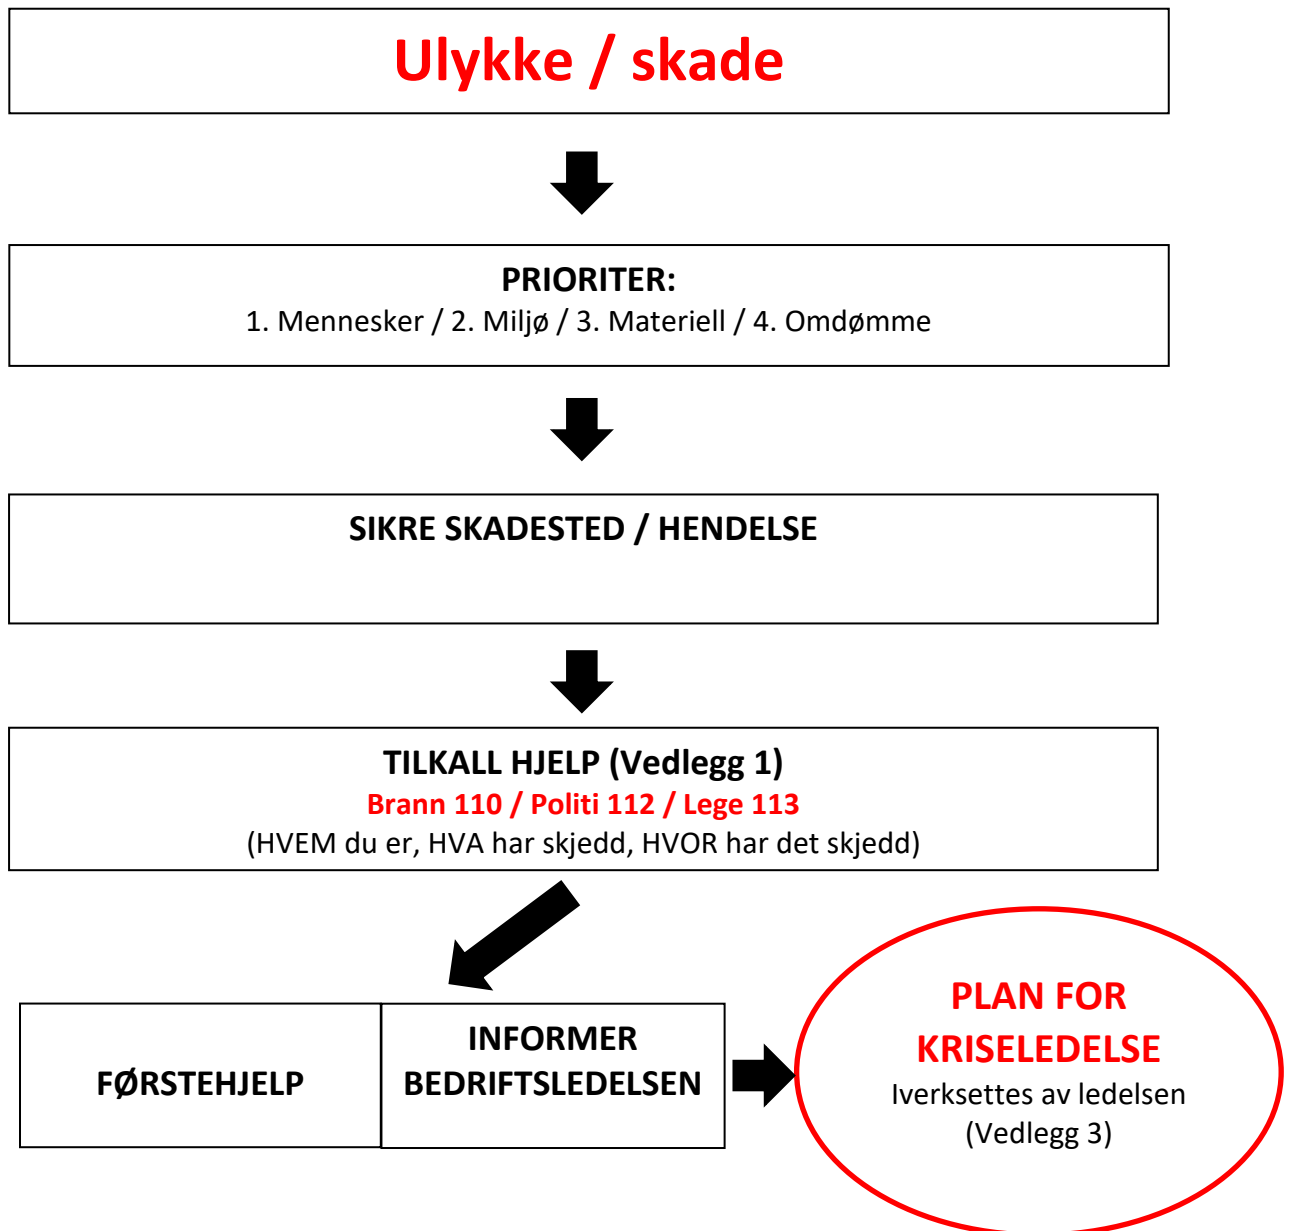 Ulykke / skade
PRIORITER:
1. Mennesker / 2. Miljø / 3. Materiell / 4. Omdømme
SIKRE SKADESTED / HENDELSE
TILKALL HJELP (Vedlegg 1)
Brann 110 / Politi 112 / Lege 113
(HVEM du er, HVA har skjedd, HVOR har det skjedd)
FØRSTEHJELP
INFORMER
BEDRIFTSLEDELSEN
PLAN FOR
KRISELEDELSE
Iverksettes av ledelsen
(Vedlegg 3)